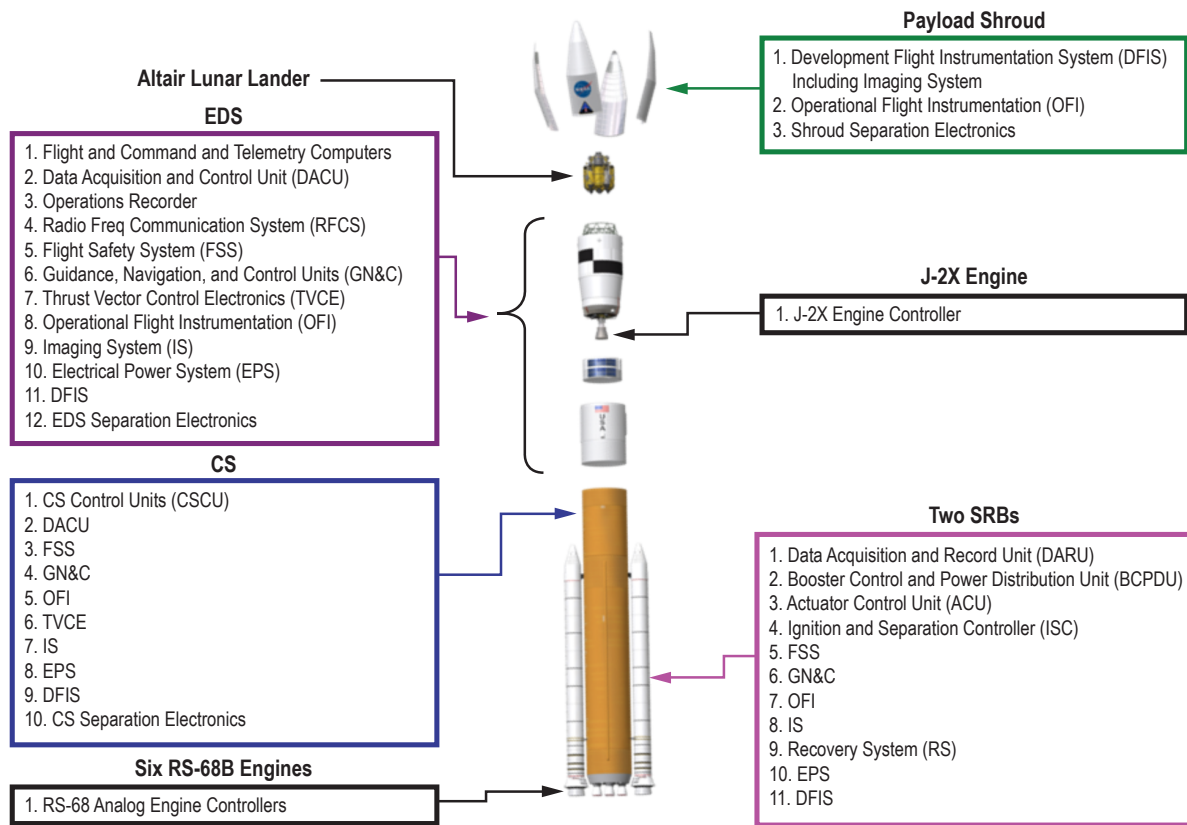 Payload Shroud
1. Development Flight Instrumentation System (DFIS)
Including Imaging System
2. Operational Flight Instrumentation (OFI)
3. Shroud Separation Electronics
Altair Lunar Lander
EDS
1. Flight and Command and Telemetry Computers
2. Data Acquisition and Control Unit (DACU)
3. Operations Recorder
4. Radio Freq Communication System (RFCS)
5. Flight Safety System (FSS)
6. Guidance, Navigation, and Control Units (GN&C)
7. Thrust Vector Control Electronics (TVCE)
8. Operational Flight Instrumentation (OFI)
9. Imaging System (IS)
10. Electrical Power System (EPS)
11. DFIS
12. EDS Separation Electronics
NASA
J-2X Engine
1. J-2X Engine Controller
USA
CS
1. CS Control Units (CSCU)
2. DACU
3. FSS
4. GN&C
5. OFI
6. TVCE
7. IS
8. EPS
9. DFIS
10. CS Separation Electronics
Two SRBs
1. Data Acquisition and Record Unit (DARU)
2. Booster Control and Power Distribution Unit (BCPDU)
3. Actuator Control Unit (ACU)
4. Ignition and Separation Controller (ISC)
5. FSS
6. GN&C
7. OFI
8. IS
9. Recovery System (RS)
10. EPS
11. DFIS
Six RS-68B Engines
1. RS-68 Analog Engine Controllers